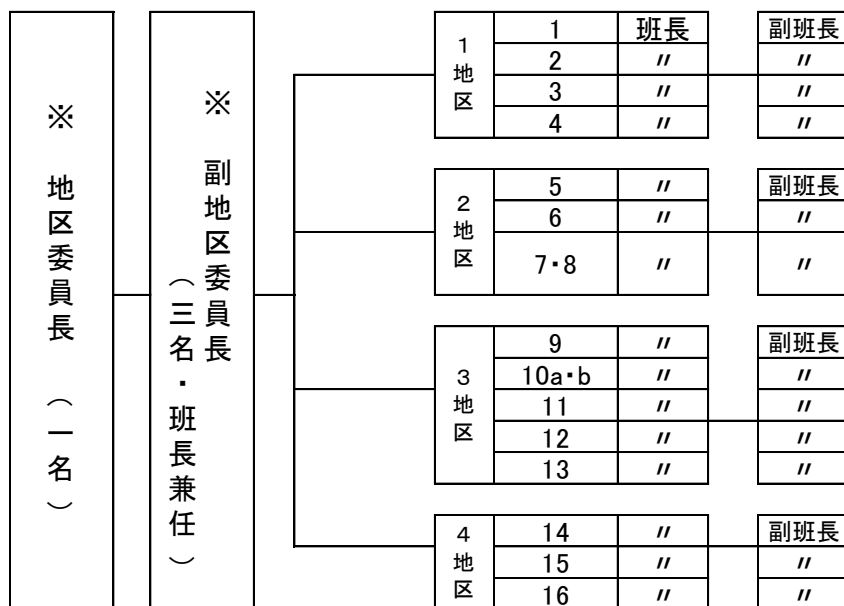 ※ 地区委員長 （一名）
※ 副地区委員長
（三名・班長兼任）
1地区
1 班長 副班長
2 〃 〃
3 〃 〃
4 〃 〃
2地区
5 〃 副班長
6 〃 〃
7・8 〃 〃
3地区
9 〃 副班長
10a・b 〃 〃
11 〃 〃
12 〃 〃
13 〃 〃
4地区
14 〃 副班長
15 〃 〃
16 〃 〃